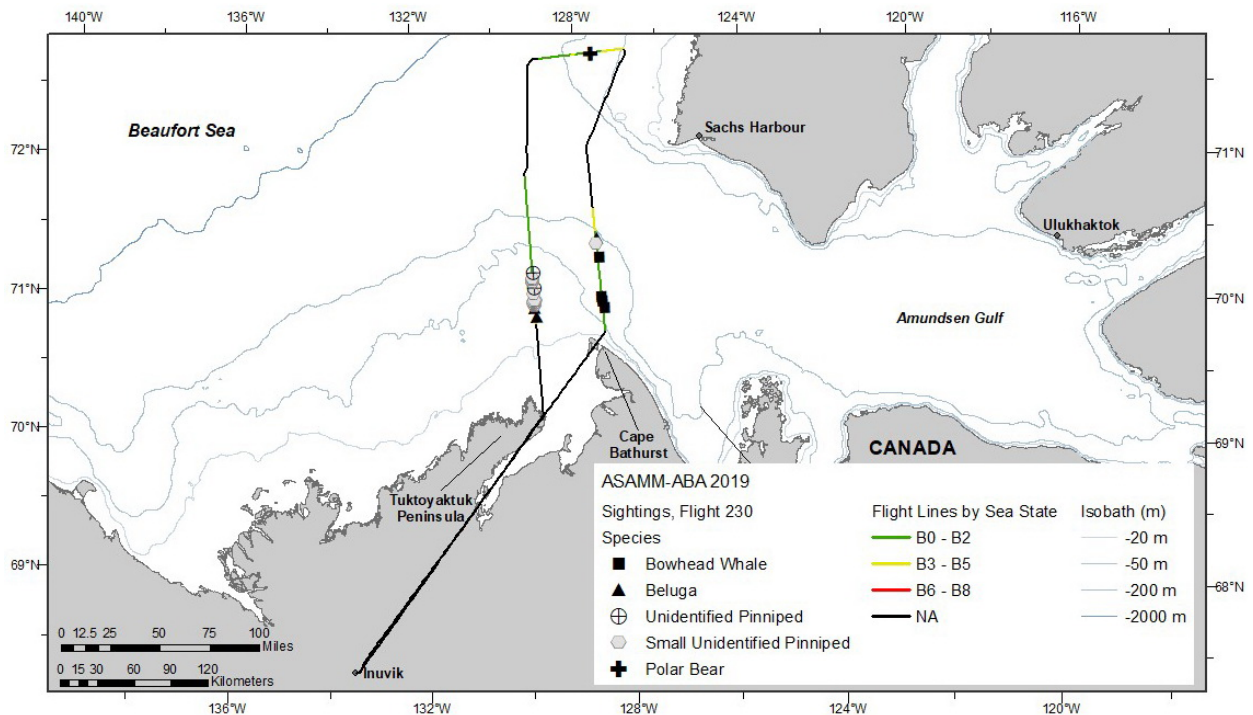 140°W 136°W 132°W 128°W 124°W 120°W 116°W
Beaufort Sea
Sachs Harbour
72°N
71°N
Ulukhaktok
71°N
70°N
Amundsen Gulf
70°N
69°N
Cape
Bathurst
CANADA
Tuktoyaktuk
Peninsula
69°N
68°N
Inuvik
ASAMM-ABA 2019
Sightings, Flight 230
Species
Bowhead Whale
Beluga
Unidentified Pinniped
Small Unidentified Pinniped
Polar Bear
Flight Lines by Sea State
B0 - B2
B3 - B5
B6 - B8
NA
Isobath (m)
-20 m
-50 m
-200 m
-2000 m
0 12.5 25 50 75 100
Miles
0 15 30 60 90 120
Kilometers
136°W 132°W 128°W 124°W 120°W